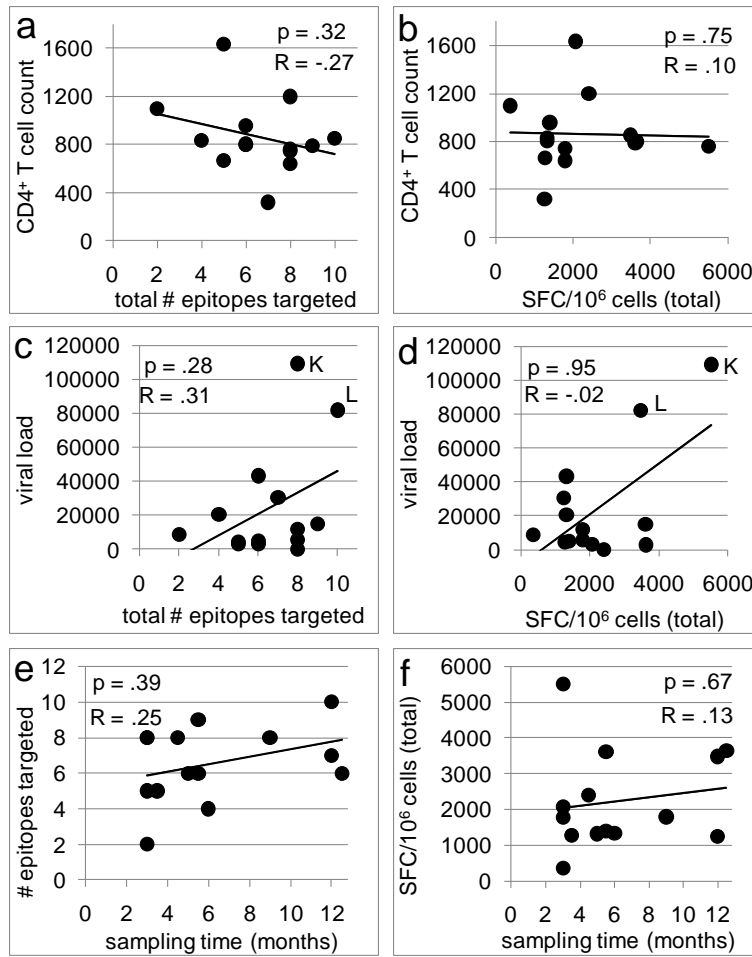 a
p = .32
R = -.27
CD4⁺ T cell count
1600
1200
800
400
0
0 2 4 6 8 10
total # epitopes targeted
b
p = .75
R = .10
CD4⁺ T cell count
1600
1200
800
400
0
0 2000 4000 6000
SFC/10⁶ cells (total)
c
p = .28
R = .31
K
L
viral load
120000
100000
80000
60000
40000
20000
0
0 2 4 6 8 10
total # epitopes targeted
d
p = .95
R = -.02
K
L
viral load
120000
100000
80000
60000
40000
20000
0
0 2000 4000 6000
SFC/10⁶ cells (total)
e
p = .39
R = .25
# epitopes targeted
12
10
8
6
4
2
0
0 2 4 6 8 10 12
sampling time (months)
f
p = .67
R = .13
SFC/10⁶ cells (total)
6000
5000
4000
3000
2000
1000
0
0 2 4 6 8 10 12
sampling time (months)